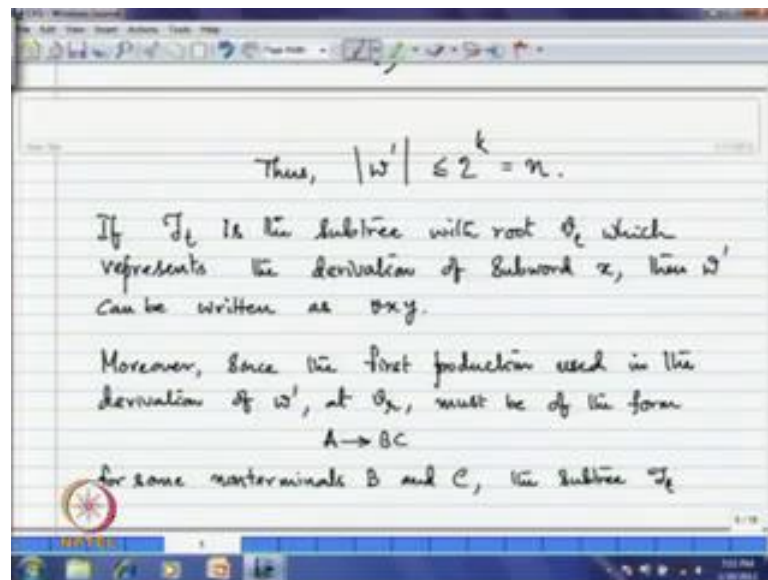 Thus, |w'| ≤ 2^k = n.
If T_t is the subtree with root v_t which
represents the derivation of subword x, then w'
can be written as vxy.
Moreover, since the first production used in the
derivation of w', at v_r, must be of the form
A → BC
for some nonterminals B and C, the subtree T_t
NPTEL